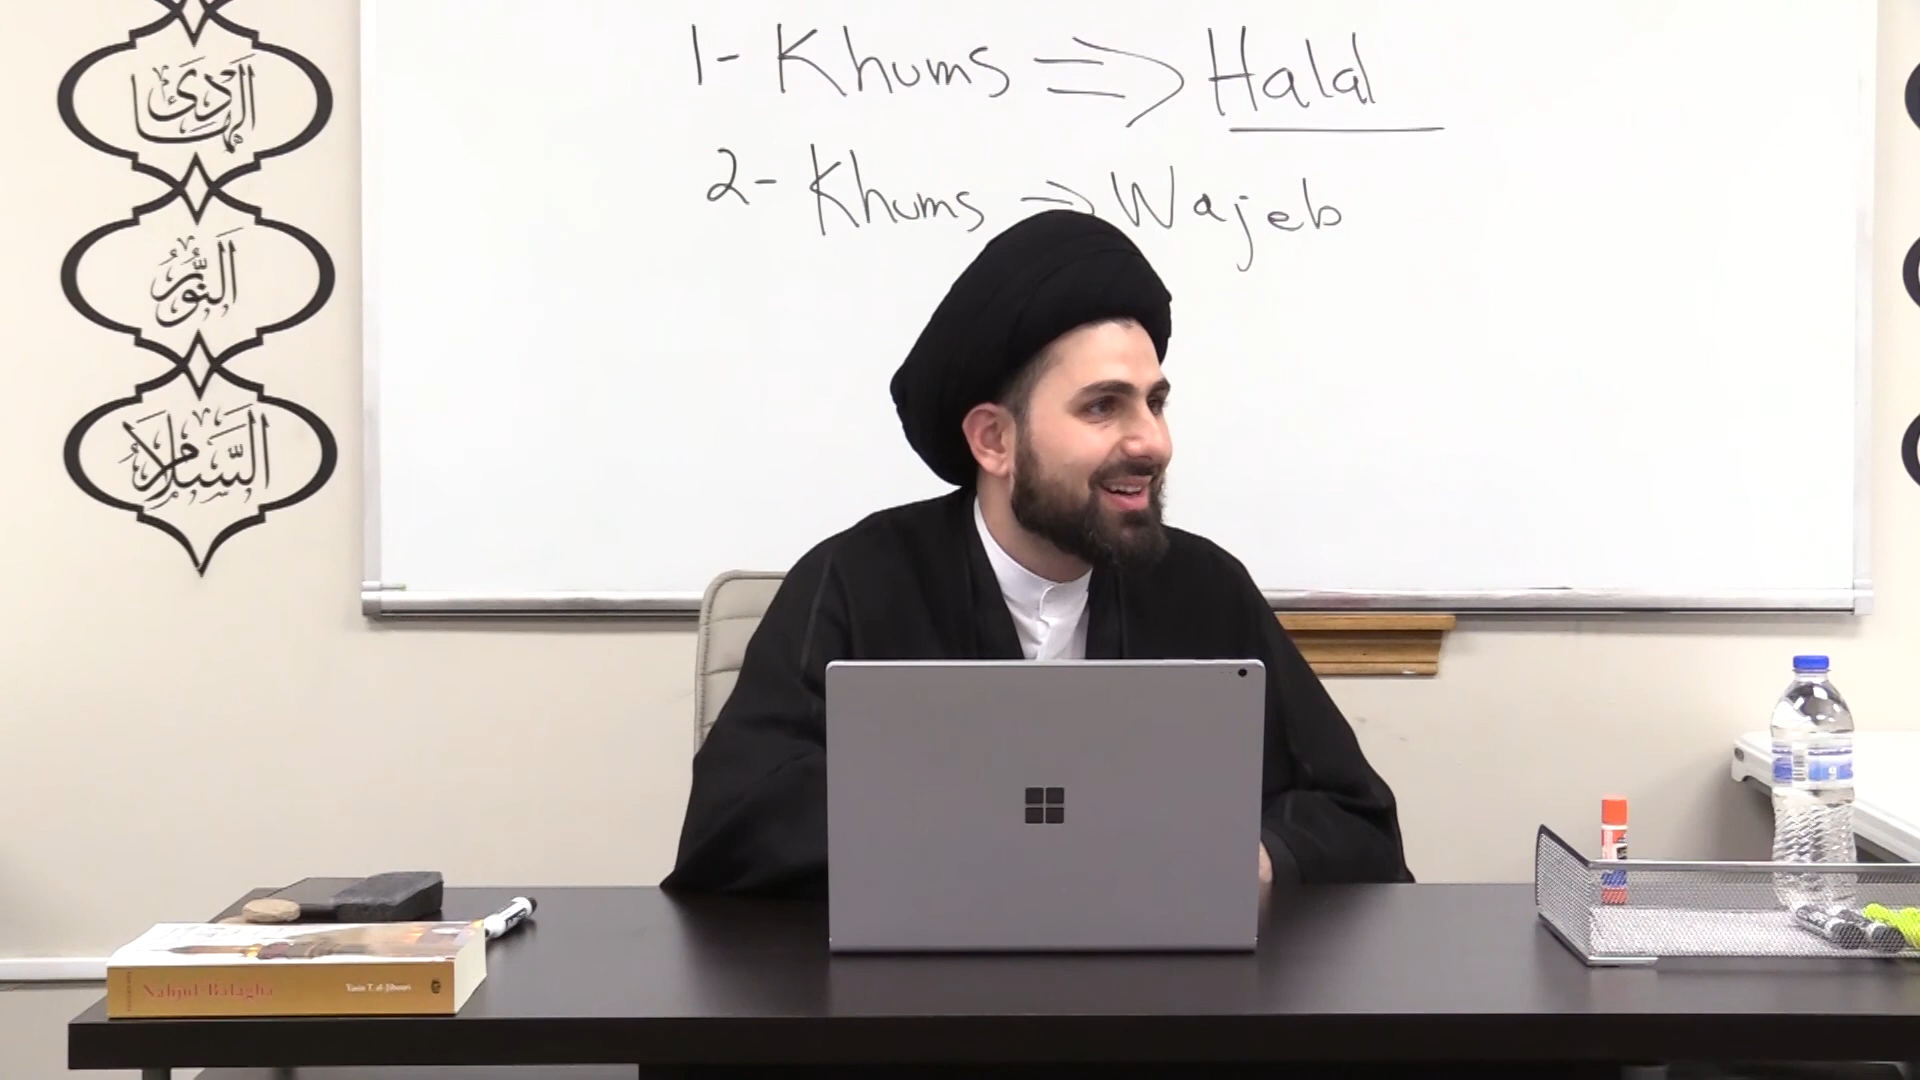 1- Khums => Halal
2- Khums => Wajeb
الهادي
النور
السلام
Nahjul-Balagha
Yasin T. al-Jibouri